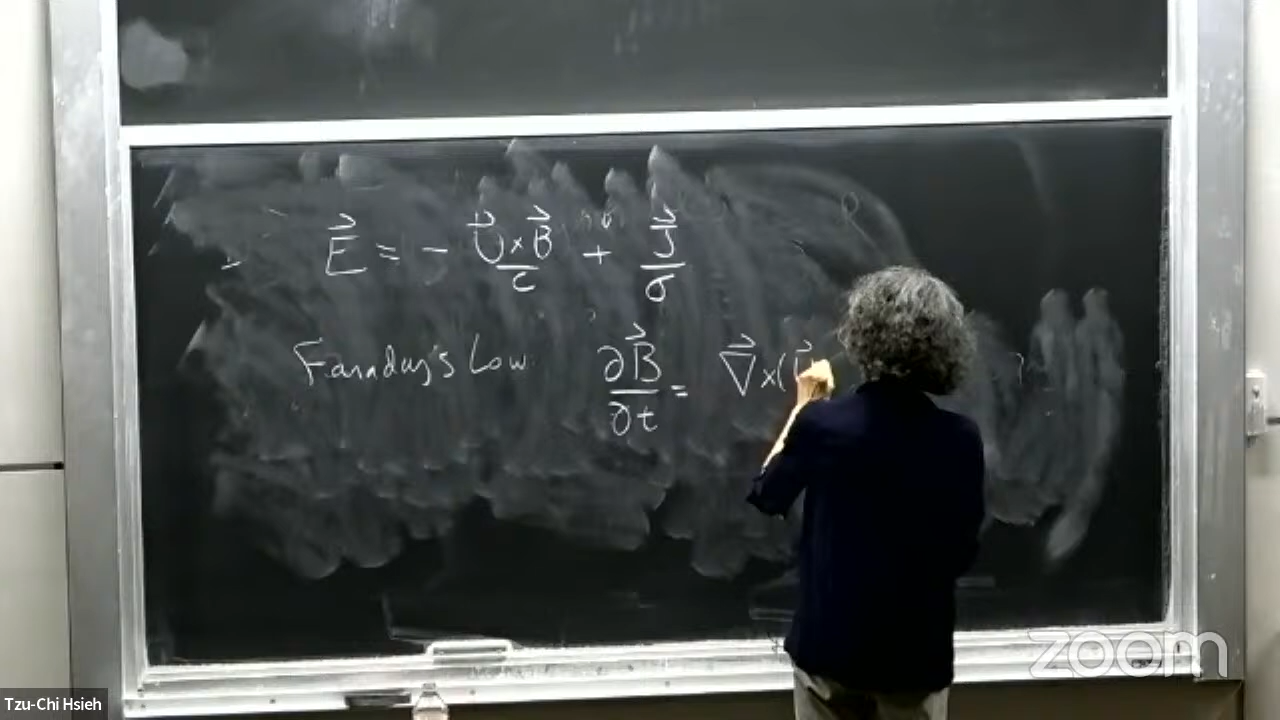 E⃗ = - U⃗×B⃗/c + J⃗/σ
Faraday's Law: ∂B⃗/∂t = ∇⃗×(U⃗
zoom
Tzu-Chi Hsieh